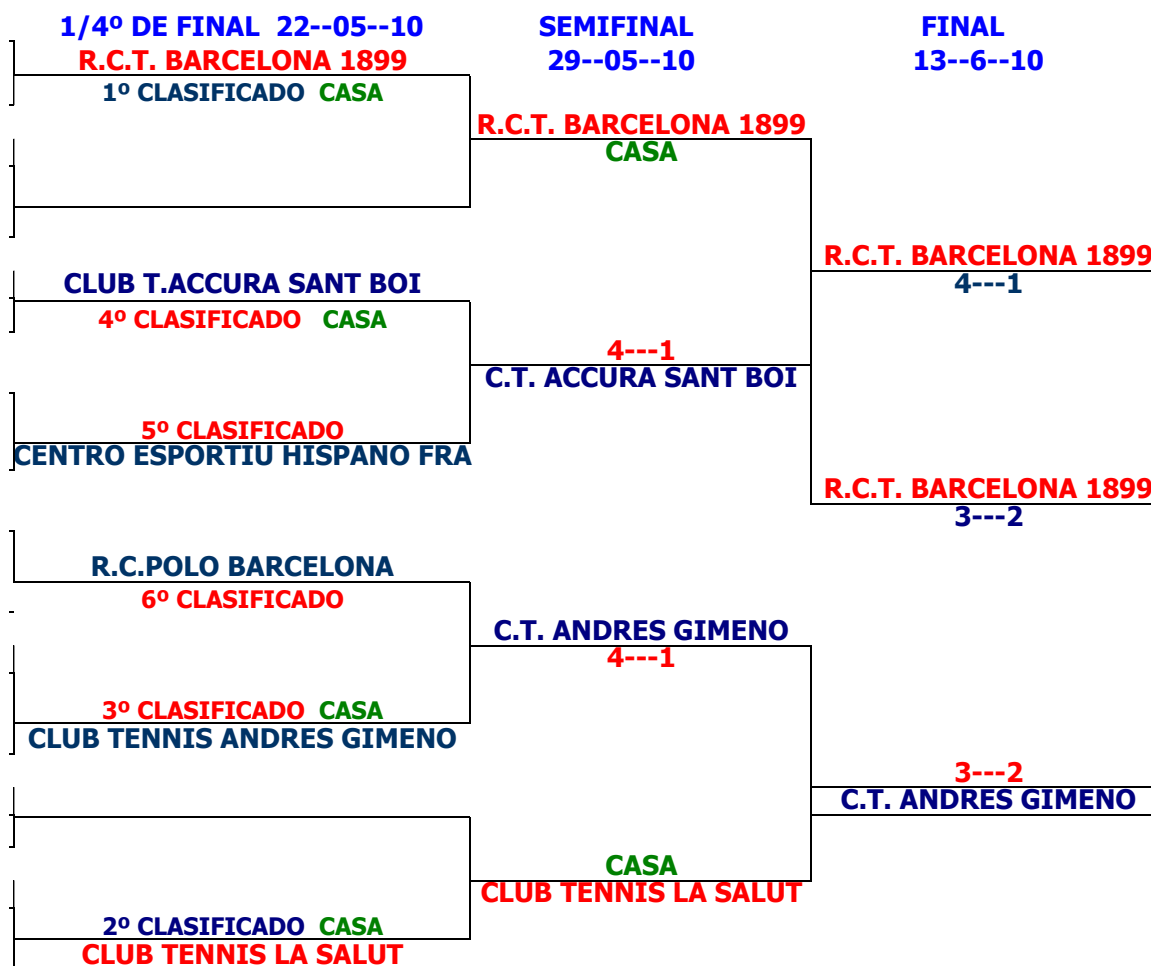 1/4º DE FINAL 22--05--10
SEMIFINAL
29--05--10
FINAL
13--6--10
R.C.T. BARCELONA 1899
1º CLASIFICADO CASA
R.C.T. BARCELONA 1899
CASA
R.C.T. BARCELONA 1899
4---1
CLUB T.ACCURA SANT BOI
4º CLASIFICADO CASA
4---1
C.T. ACCURA SANT BOI
5º CLASIFICADO
CENTRO ESPORTIU HISPANO FRA
R.C.T. BARCELONA 1899
3---2
R.C.POLO BARCELONA
6º CLASIFICADO
C.T. ANDRES GIMENO
4---1
3º CLASIFICADO CASA
CLUB TENNIS ANDRES GIMENO
3---2
C.T. ANDRES GIMENO
CASA
CLUB TENNIS LA SALUT
2º CLASIFICADO CASA
CLUB TENNIS LA SALUT